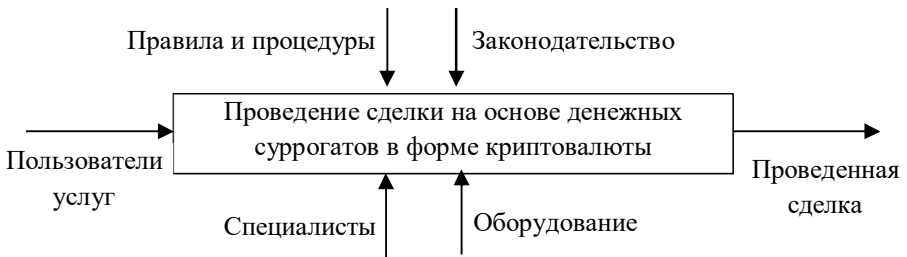 Правила и процедуры
Законодательство
Проведение сделки на основе денежных
суррогатов в форме криптовалюты
Пользователи
услуг
Проведенная
сделка
Специалисты
Оборудование